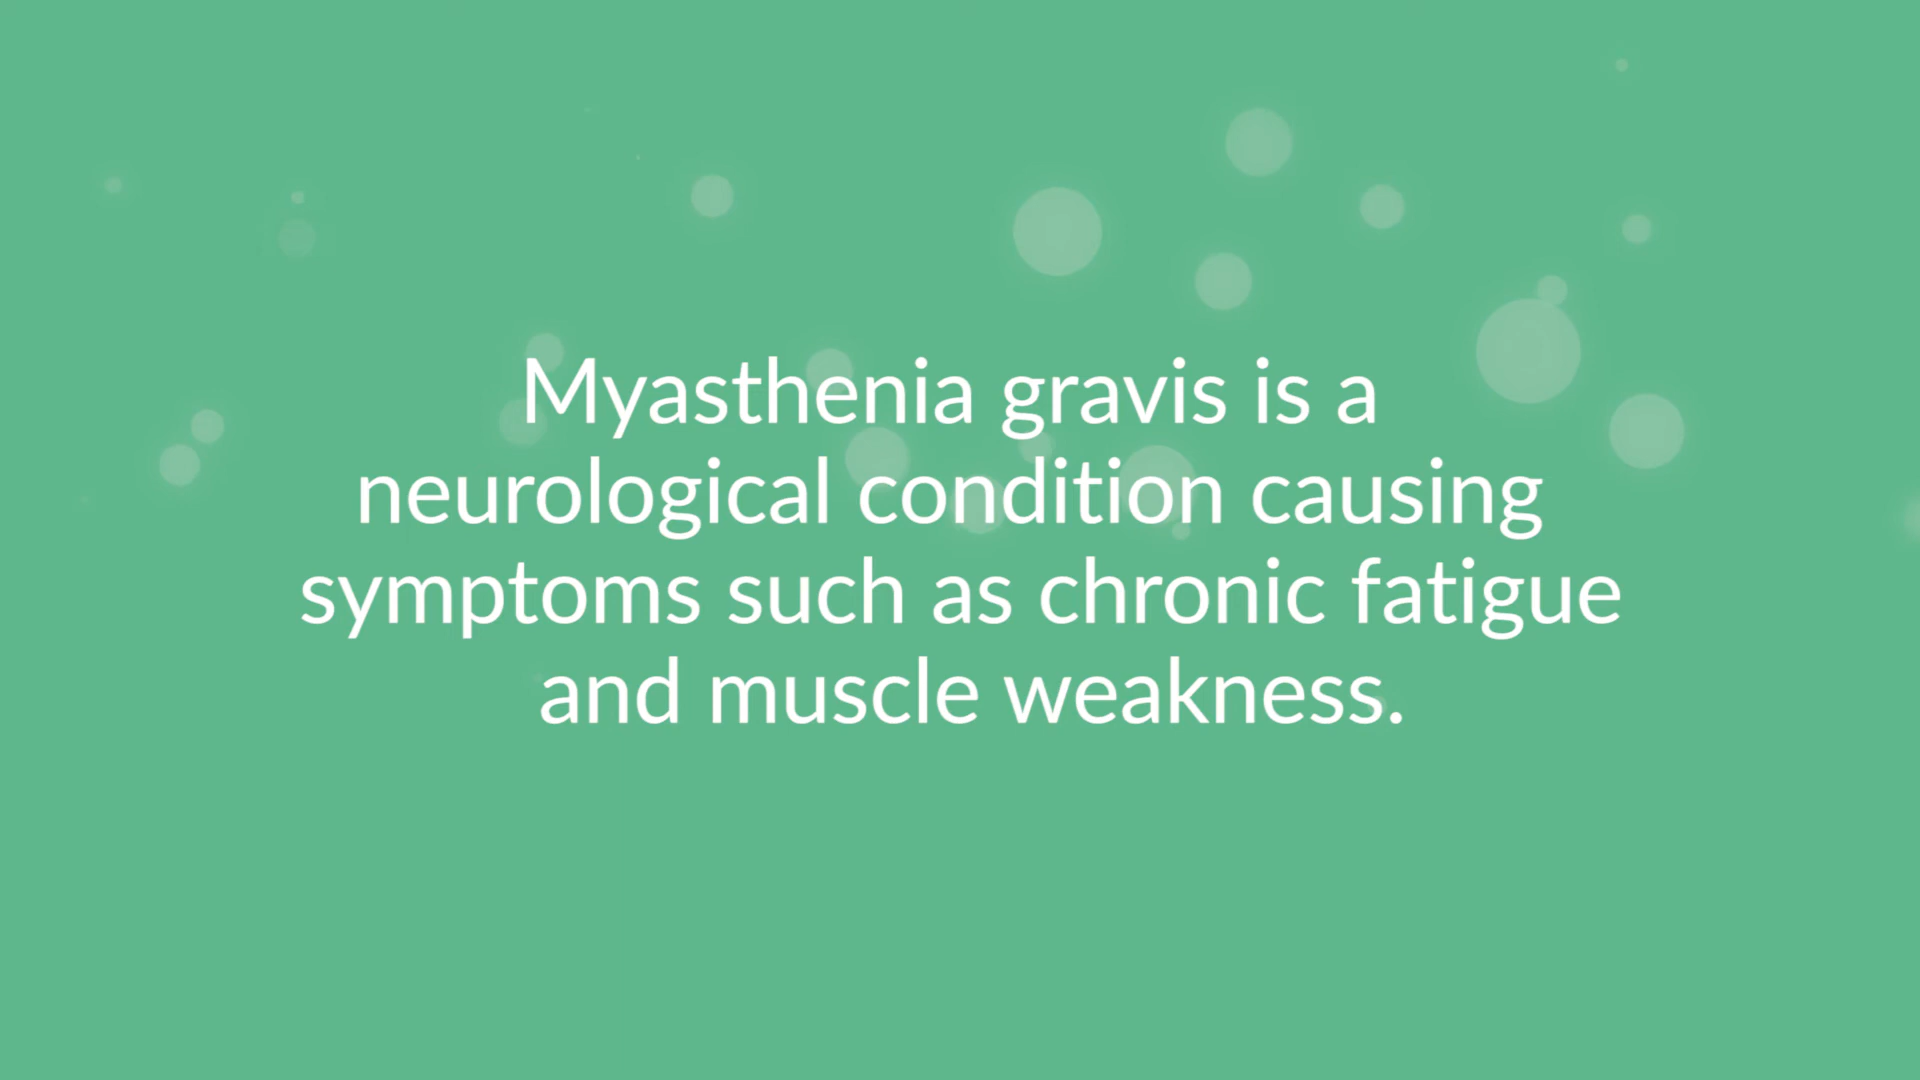 Myasthenia gravis is a
neurological condition causing
symptoms such as chronic fatigue
and muscle weakness.